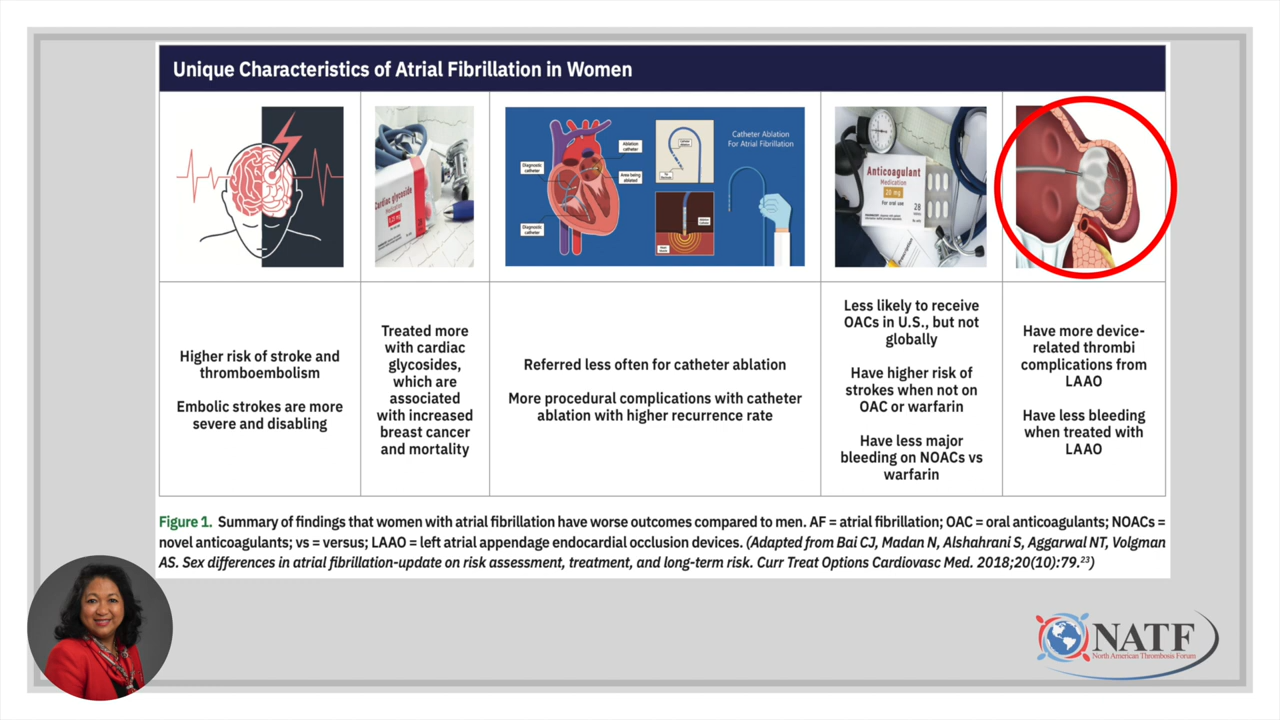 Unique Characteristics of Atrial Fibrillation in Women
Cardiac glycoside
Medication
Catheter Ablation
For Atrial Fibrillation
Ablation
catheter
Diagnostic
catheter
Area being
ablated
Diagnostic
catheter
Anticoagulant
Medication
20 mg
For oral use
28
Higher risk of stroke and
thromboembolism
Embolic strokes are more
severe and disabling
Treated more
with cardiac
glycosides,
which are
associated
with increased
breast cancer
and mortality
Referred less often for catheter ablation
More procedural complications with catheter
ablation with higher recurrence rate
Less likely to receive
OACs in U.S., but not
globally
Have higher risk of
strokes when not on
OAC or warfarin
Have less major
bleeding on NOACs vs
warfarin
Have more device-
related thrombi
complications from
LAAO
Have less bleeding
when treated with
LAAO
Figure 1. Summary of findings that women with atrial fibrillation have worse outcomes compared to men. AF = atrial fibrillation; OAC = oral anticoagulants; NOACs =
novel anticoagulants; vs = versus; LAAO = left atrial appendage endocardial occlusion devices. (Adapted from Bai CJ, Madan N, Alshahrani S, Aggarwal NT, Volgman
AS. Sex differences in atrial fibrillation-update on risk assessment, treatment, and long-term risk. Curr Treat Options Cardiovasc Med. 2018;20(10):79.²³)
NATF
North American Thrombosis Forum